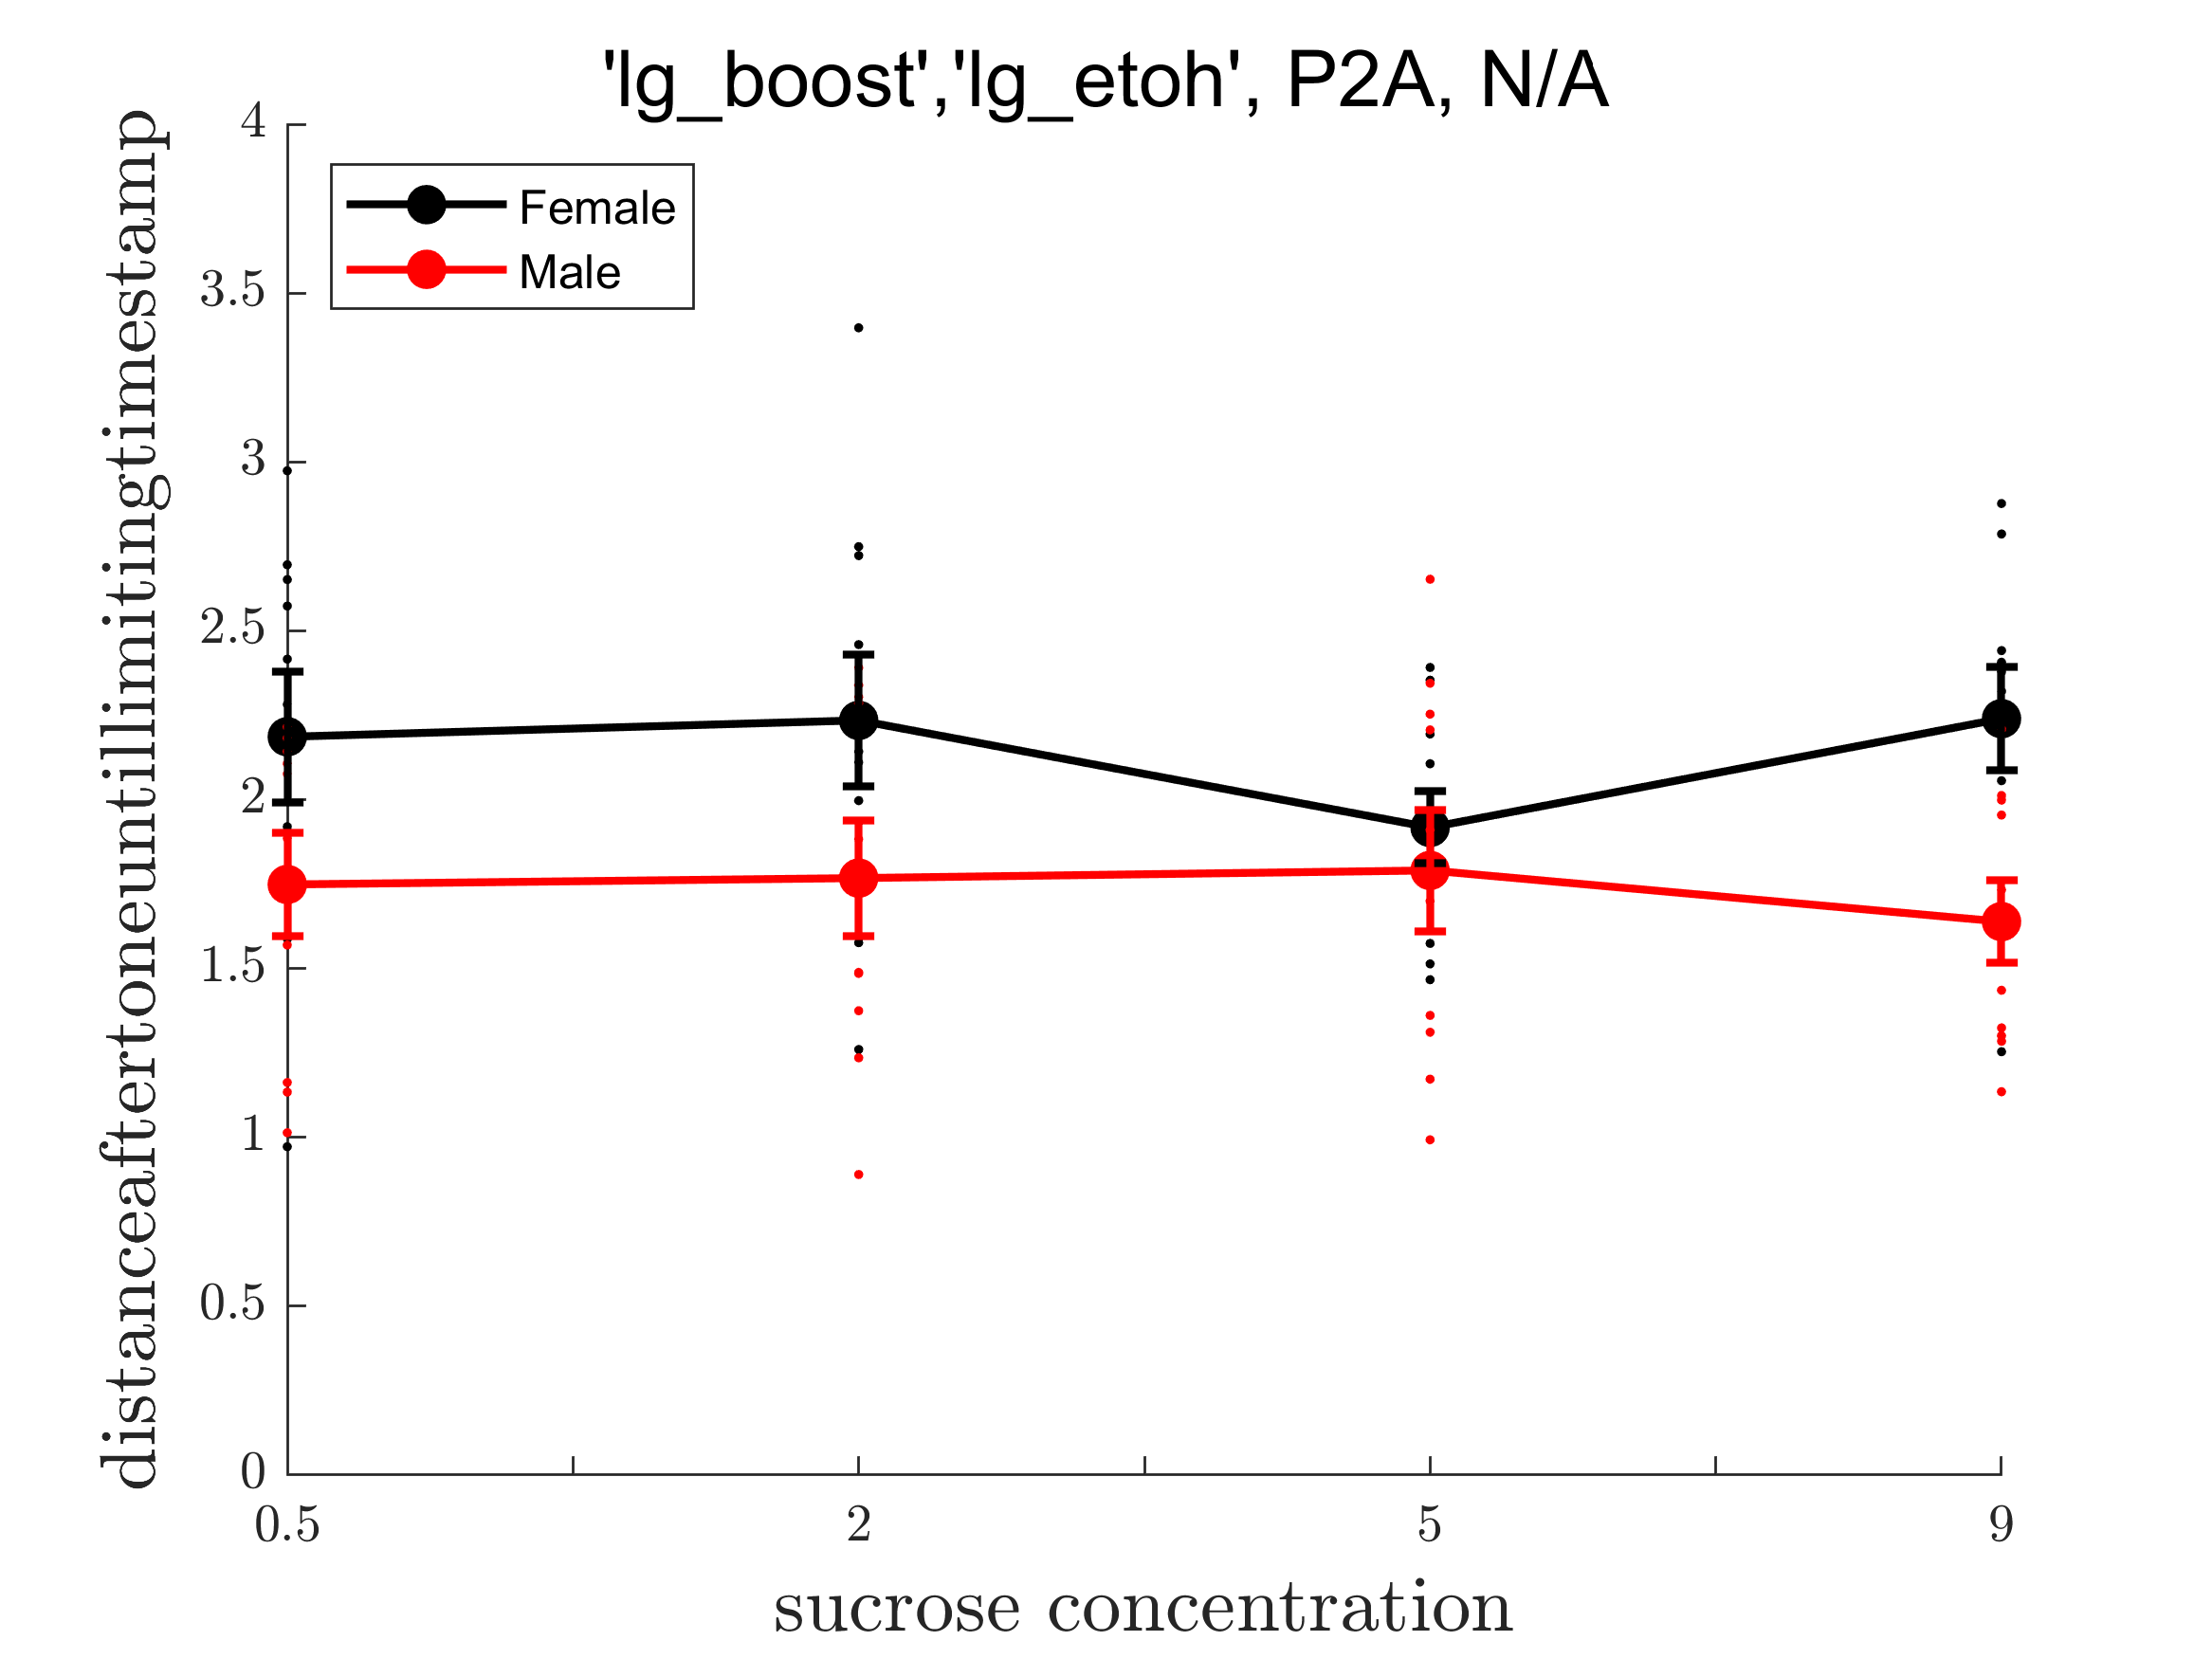 'lg_boost','lg_etoh', P2A, N/A
Female
Male
distanceaftertoneuntillimitingtimestamp
4
3.5
3
2.5
2
1.5
1
0.5
0
0.5
2
5
9
sucrose concentration